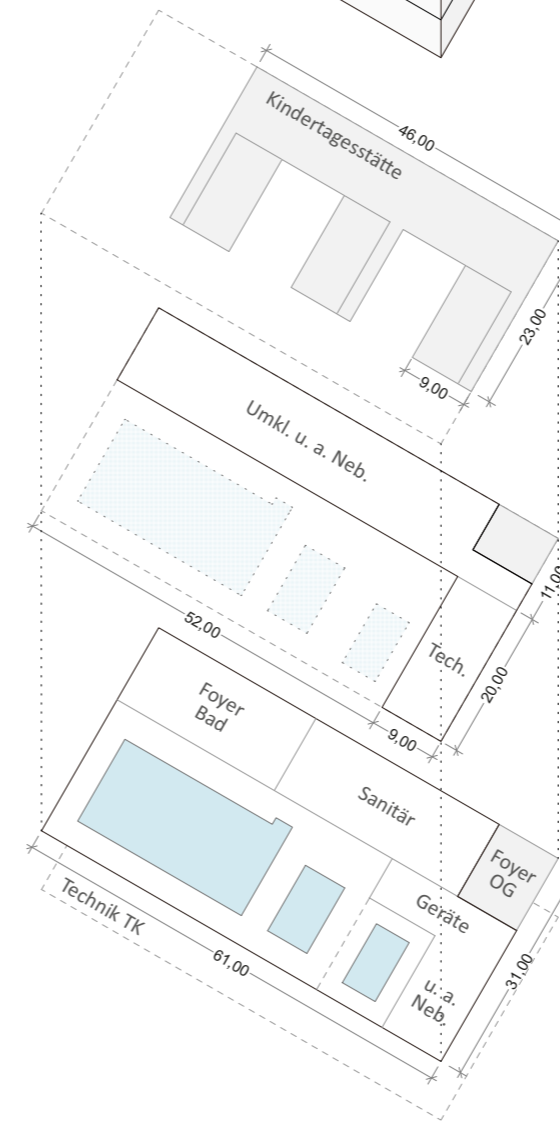 46,00
Kindertagesstätte
23,00
9,00
Umkl. u. a. Neb.
11,00
52,00
Tech.
20,00
9,00
Foyer
Bad
Sanitär
Foyer
OG
Geräte
u. a.
Neb.
Technik TK
61,00
31,00